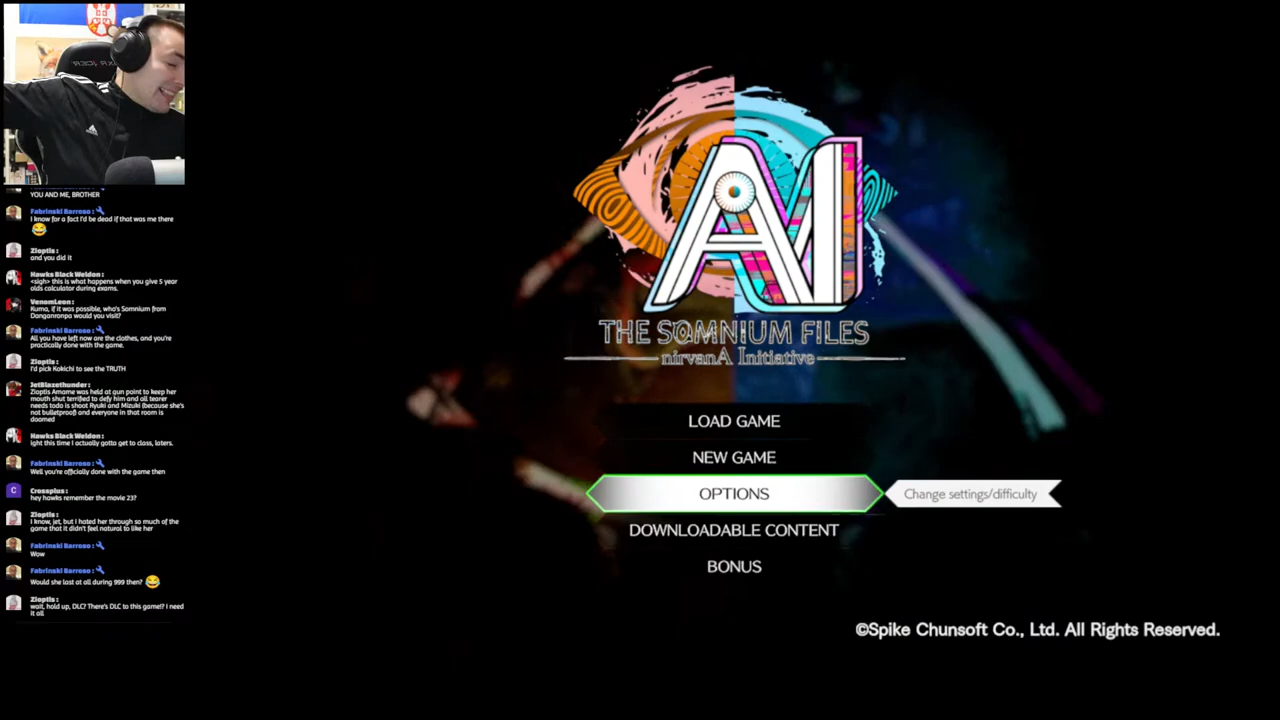 YOU AND ME, BROTHER
Fabrinski Barroso :
I know for a fact I'd be dead if that was me there
Zioptis :
and you did it
Hawks Black Weldon :
<sigh> this is what happens when you give 5 year
olds calculator during exams.
VenomLeon :
Kuma, if it was possible, who's Somnium from
Danganronpa would you visit?
Fabrinski Barroso :
All you have left now are the clothes, and you're
practically done with the game.
Zioptis :
I'd pick Kokichi to see the TRUTH
JetBlazethunder :
Zioptis Amame was held at gun point to keep her
mouth shut terrified to defy him and all tearer
needs todo is shoot Ryuki and Mizuki (because she's
not bulletproof) and everyone in that room is
doomed
Hawks Black Weldon :
ight this time I actually gotta get to class, laters.
Fabrinski Barroso :
Well you're officially done with the game then
C
Crossplus :
hey hawks remember the movie 23?
Zioptis :
I know, jet, but I hated her through so much of the
game that it didn't feel natural to like her
Fabrinski Barroso :
Wow
Fabrinski Barroso :
Would she last at all during 999 then?
Zioptis :
wait, hold up, DLC? There's DLC to this game!? I need
it all
AI
THE SOMNIUM FILES
nirvanA Initiative
LOAD GAME
NEW GAME
OPTIONS
Change settings/difficulty
DOWNLOADABLE CONTENT
BONUS
©Spike Chunsoft Co., Ltd. All Rights Reserved.